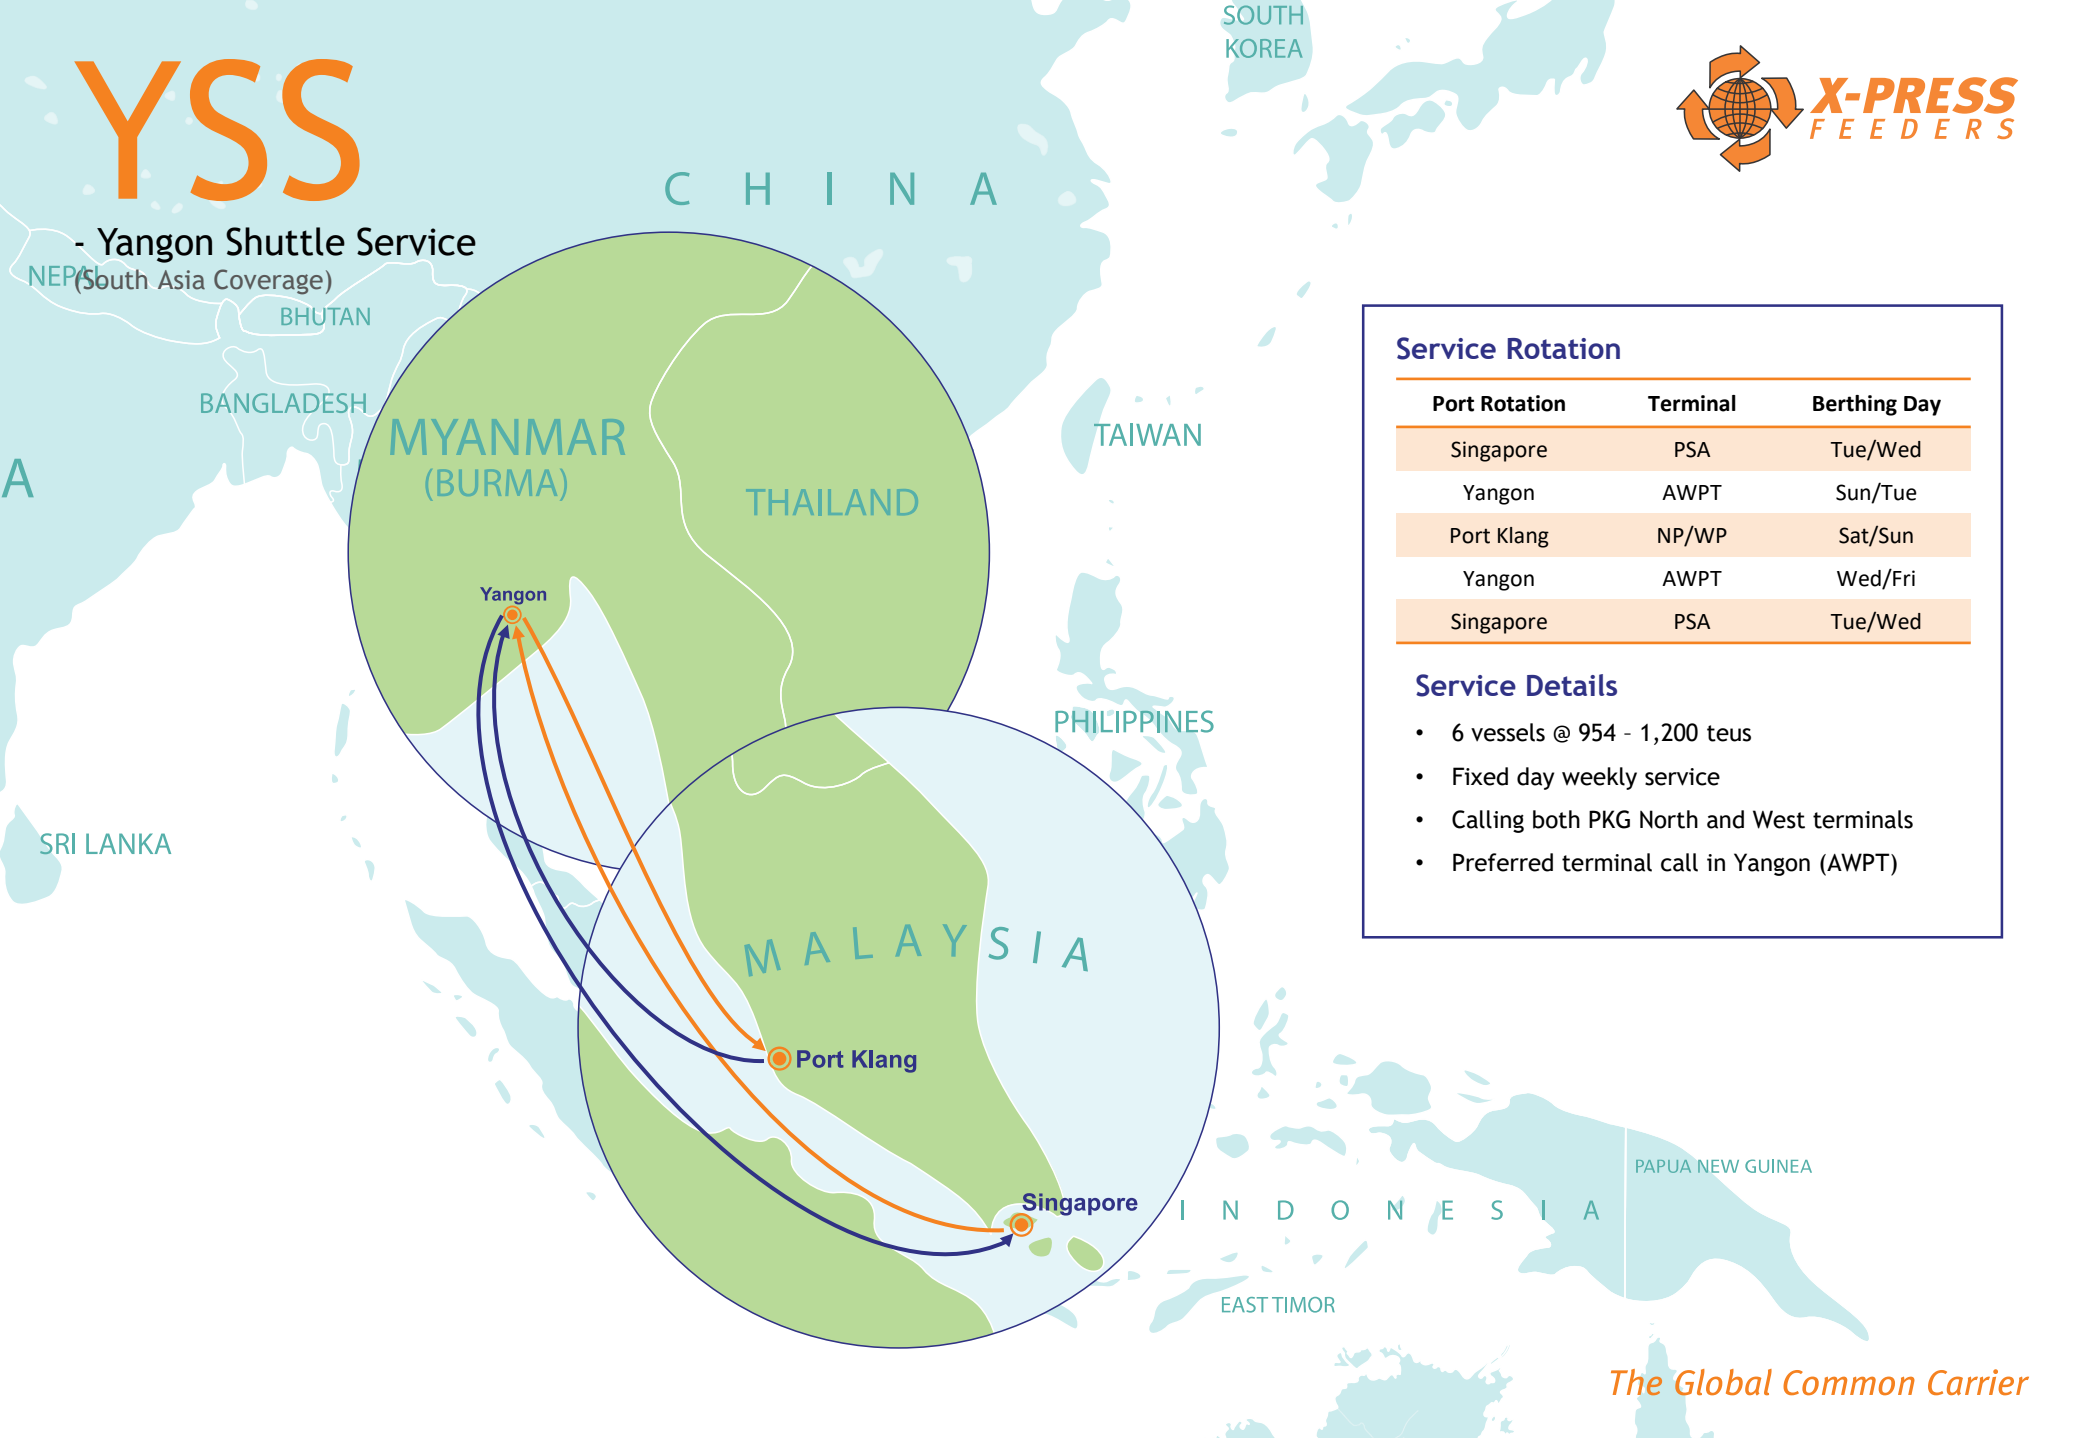 YSS
- Yangon Shuttle Service
(South Asia Coverage)
X-PRESS
FEEDERS
SOUTH
KOREA
CHINA
NEPAL
BHUTAN
BANGLADESH
A
MYANMAR
(BURMA)
THAILAND
TAIWAN
Yangon
PHILIPPINES
SRI LANKA
MALAYSIA
Port Klang
Singapore
INDONESIA
PAPUA NEW GUINEA
EAST TIMOR
Service Rotation
Port Rotation Terminal Berthing Day
Singapore PSA Tue/Wed
Yangon AWPT Sun/Tue
Port Klang NP/WP Sat/Sun
Yangon AWPT Wed/Fri
Singapore PSA Tue/Wed
Service Details
• 6 vessels @ 954 – 1,200 teus
• Fixed day weekly service
• Calling both PKG North and West terminals
• Preferred terminal call in Yangon (AWPT)
The Global Common Carrier